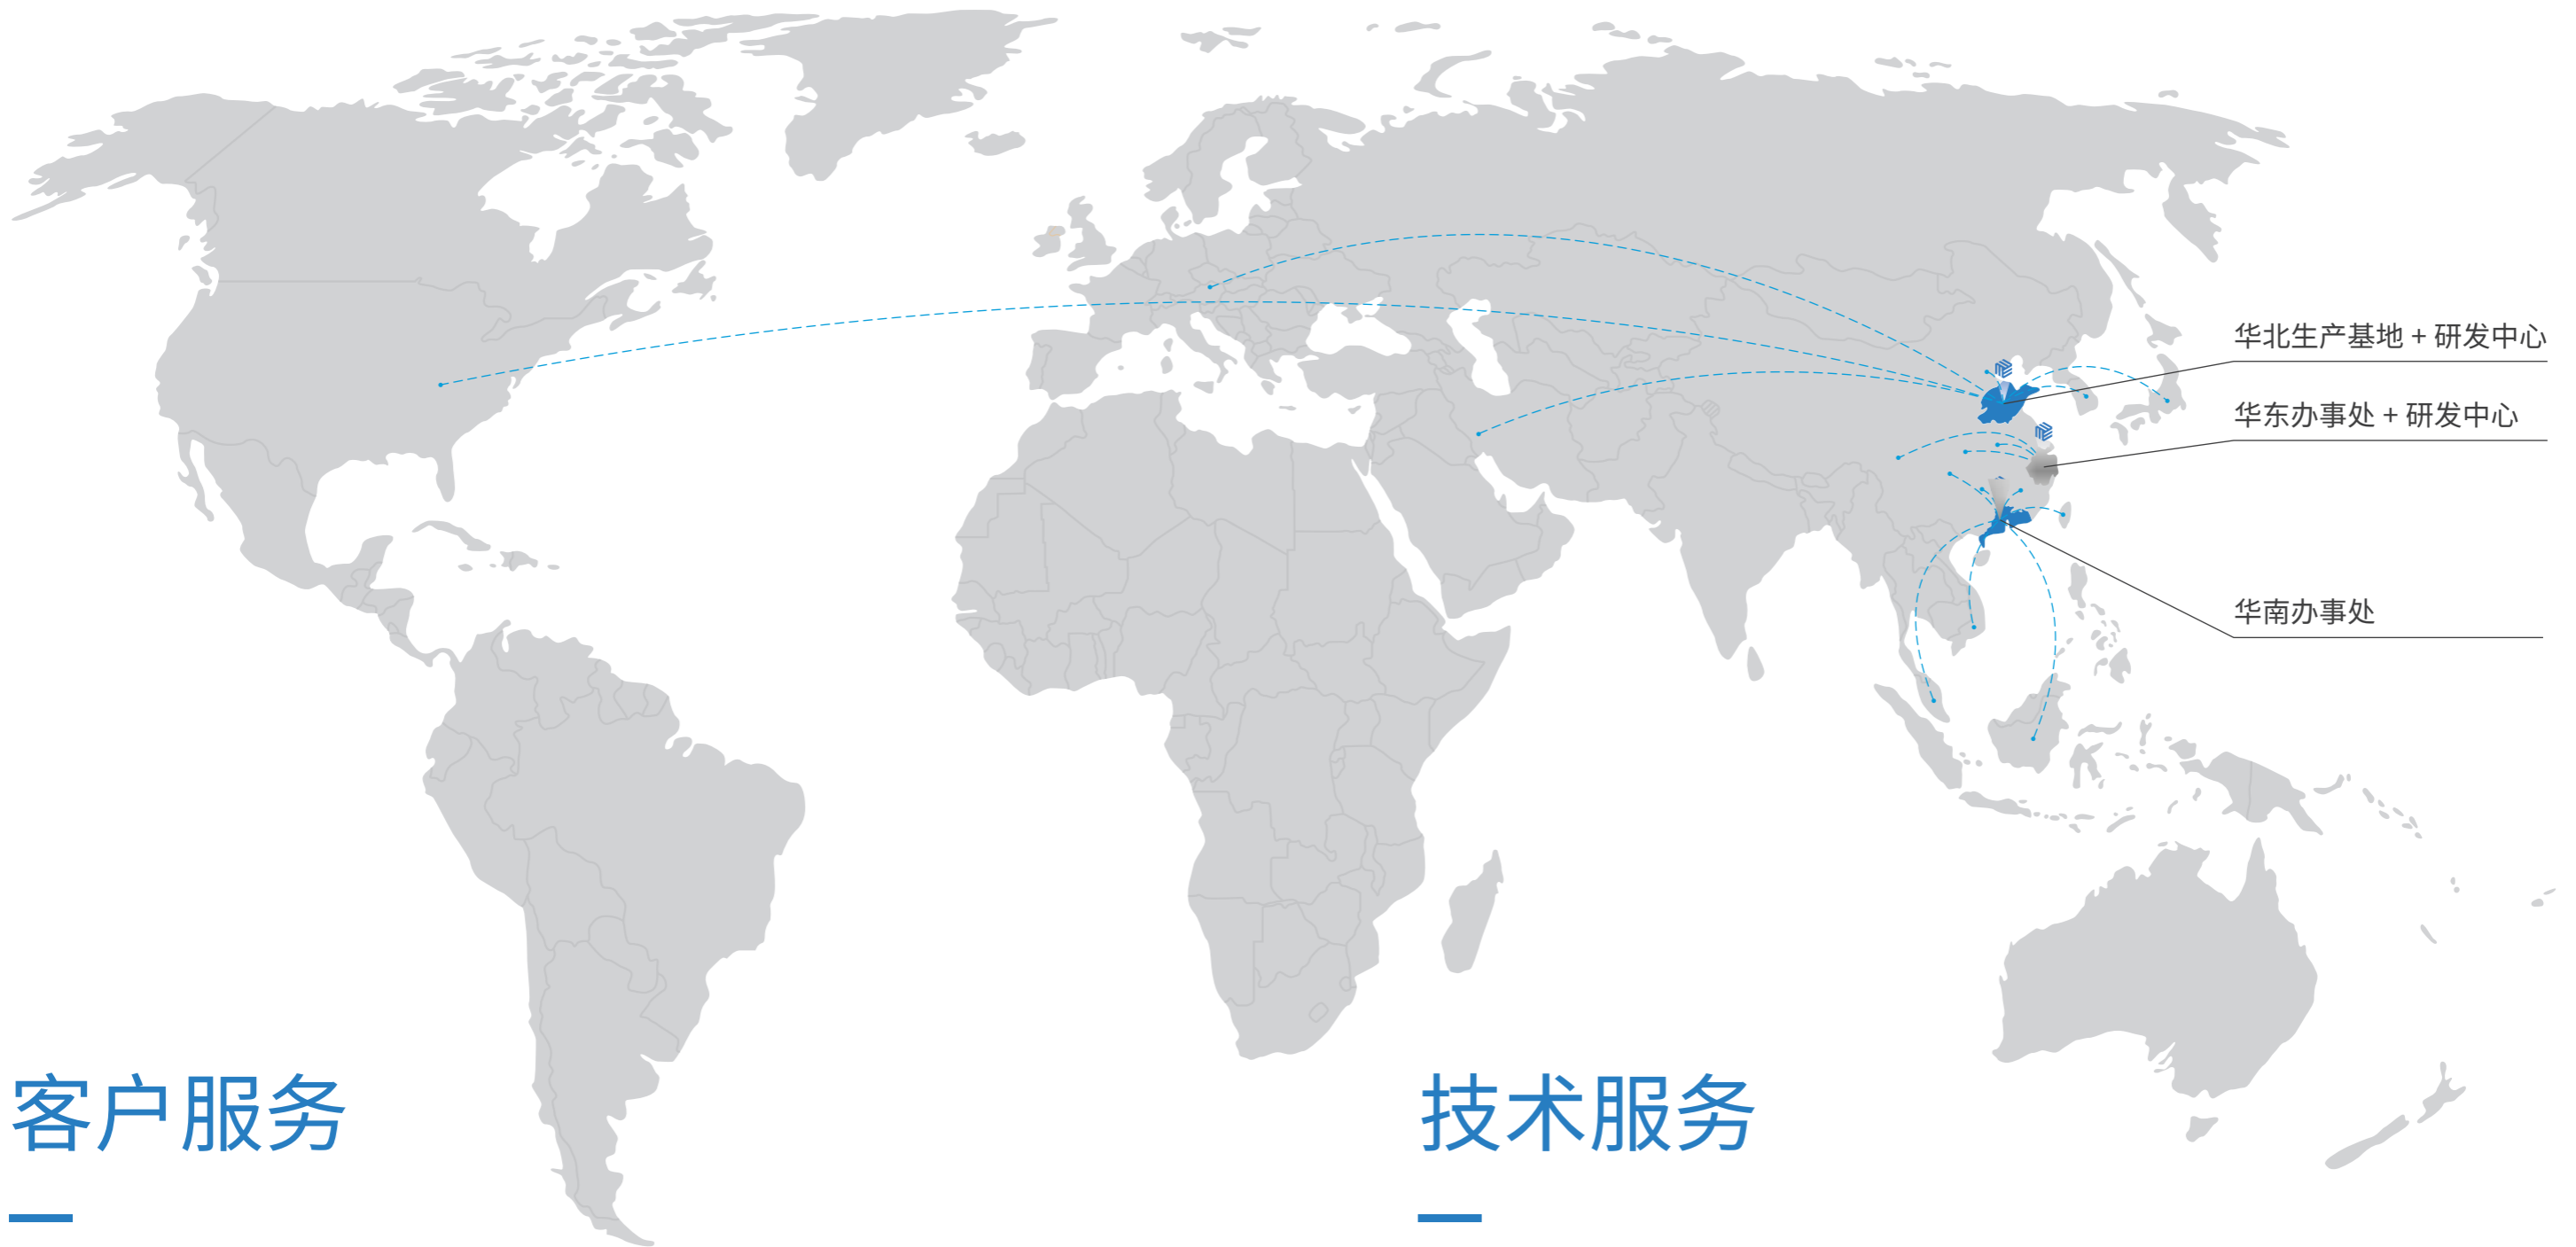 华北生产基地 + 研发中心
华东办事处 + 研发中心
华南办事处
客户服务
技术服务